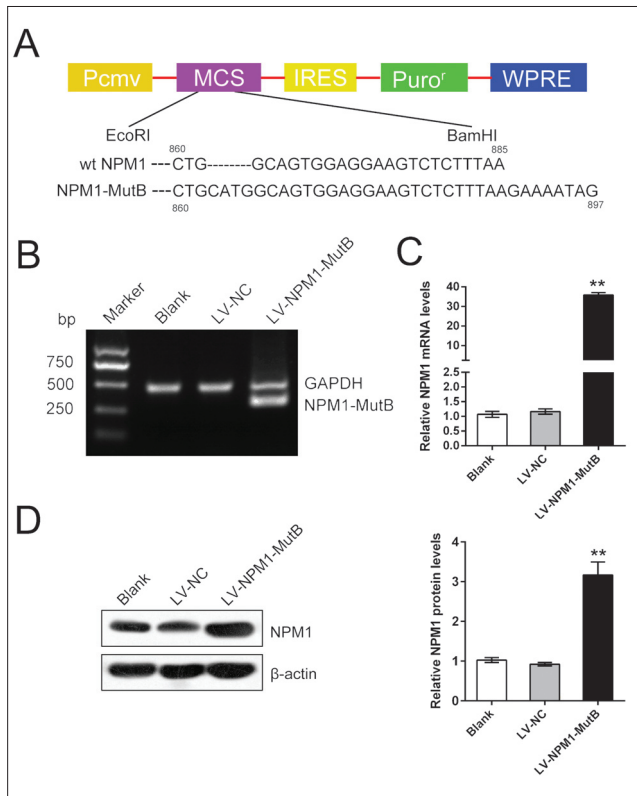 A
Pcmv MCS IRES Puroʳ WPRE
EcoRI BamHI
860 885
wt NPM1 ---CTG--------GCAGTGGAGGAAGTCTCTTTAA
NPM1-MutB ---CTGCATGGCAGTGGAGGAAGTCTCTTTAAGAAAATAG
860 897
B
bp Marker Blank LV-NC LV-NPM1-MutB
750
500
250
GAPDH
NPM1-MutB
C
Relative NPM1 mRNA levels
40
30
20
10
2.5
2.0
1.5
1.0
0.5
0.0
**
Blank LV-NC LV-NPM1-MutB
D
Blank LV-NC LV-NPM1-MutB
NPM1
β-actin
Relative NPM1 protein levels
4
3
2
1
0
**
Blank LV-NC LV-NPM1-MutB